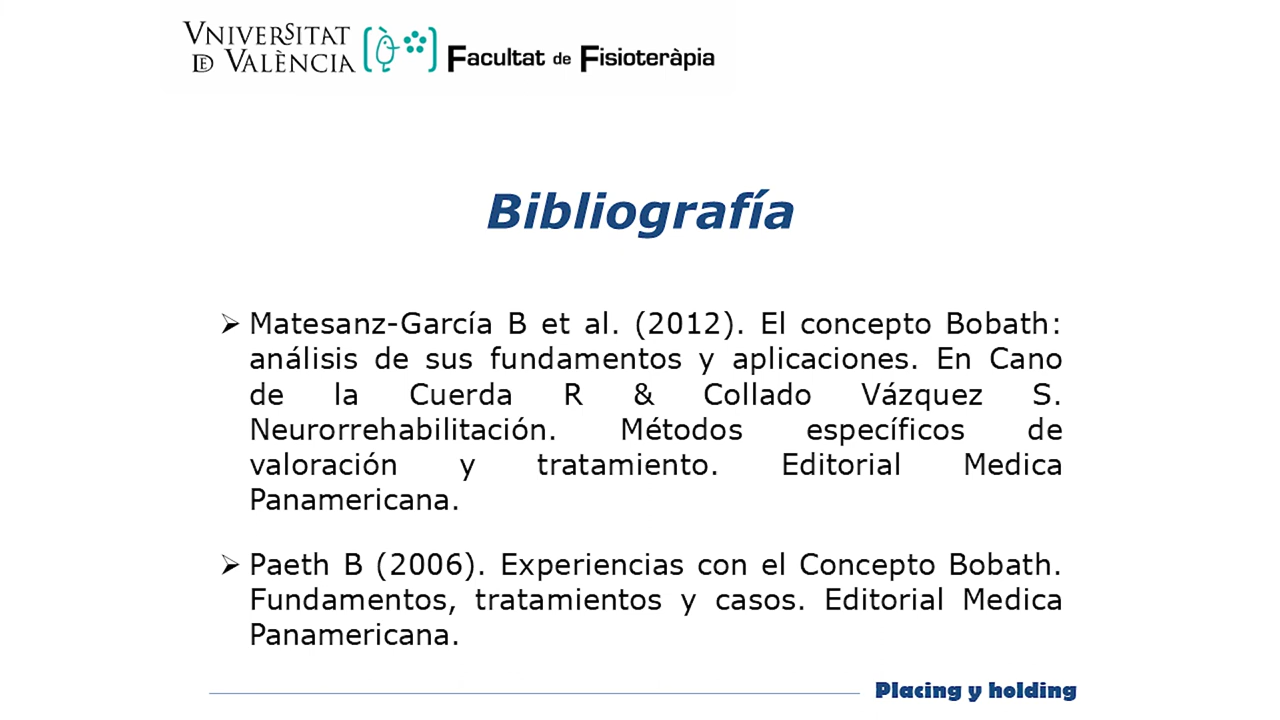 VNIVERSITAT
DE VALÈNCIA
Facultat de Fisioteràpia
Bibliografía
➢ Matesanz-García B et al. (2012). El concepto Bobath:
análisis de sus fundamentos y aplicaciones. En Cano
de la Cuerda R & Collado Vázquez S.
Neurorrehabilitación. Métodos específicos de
valoración y tratamiento. Editorial Medica
Panamericana.
➢ Paeth B (2006). Experiencias con el Concepto Bobath.
Fundamentos, tratamientos y casos. Editorial Medica
Panamericana.
Placing y holding